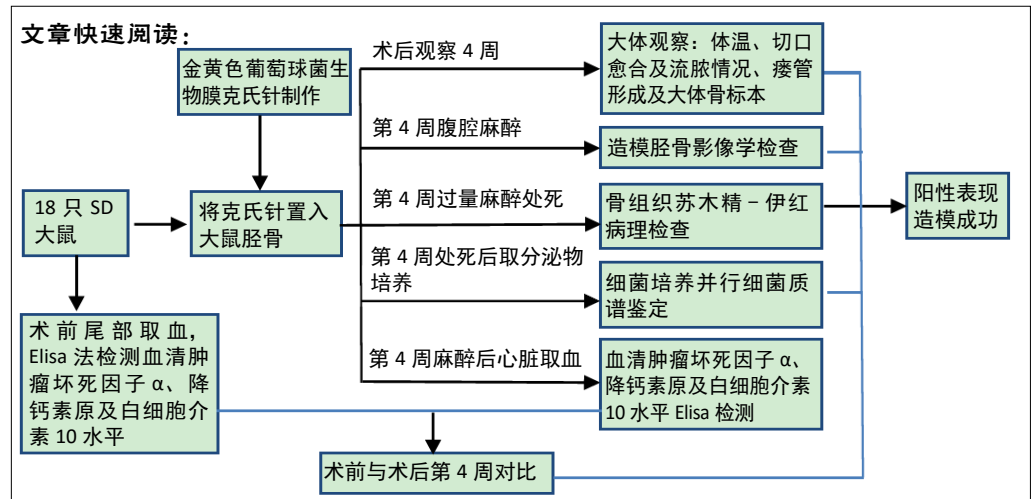 文章快速阅读：
金黄色葡萄球菌生
物膜克氏针制作
18 只 SD
大鼠
将克氏针置入
大鼠胫骨
术前尾部取血，
Elisa 法检测血清肿
瘤坏死因子 α、降
钙素原及白细胞介
素 10 水平
术后观察 4 周
第 4 周腹腔麻醉
第 4 周过量麻醉处死
第 4 周处死后取分泌物
培养
第 4 周麻醉后心脏取血
大体观察：体温、切口
愈合及流脓情况、瘘管
形成及大体骨标本
造模胫骨影像学检查
骨组织苏木精－伊红
病理检查
细菌培养并行细菌质
谱鉴定
血清肿瘤坏死因子 α、
降钙素原及白细胞介素
10 水平 Elisa 检测
术前与术后第 4 周对比
阳性表现
造模成功